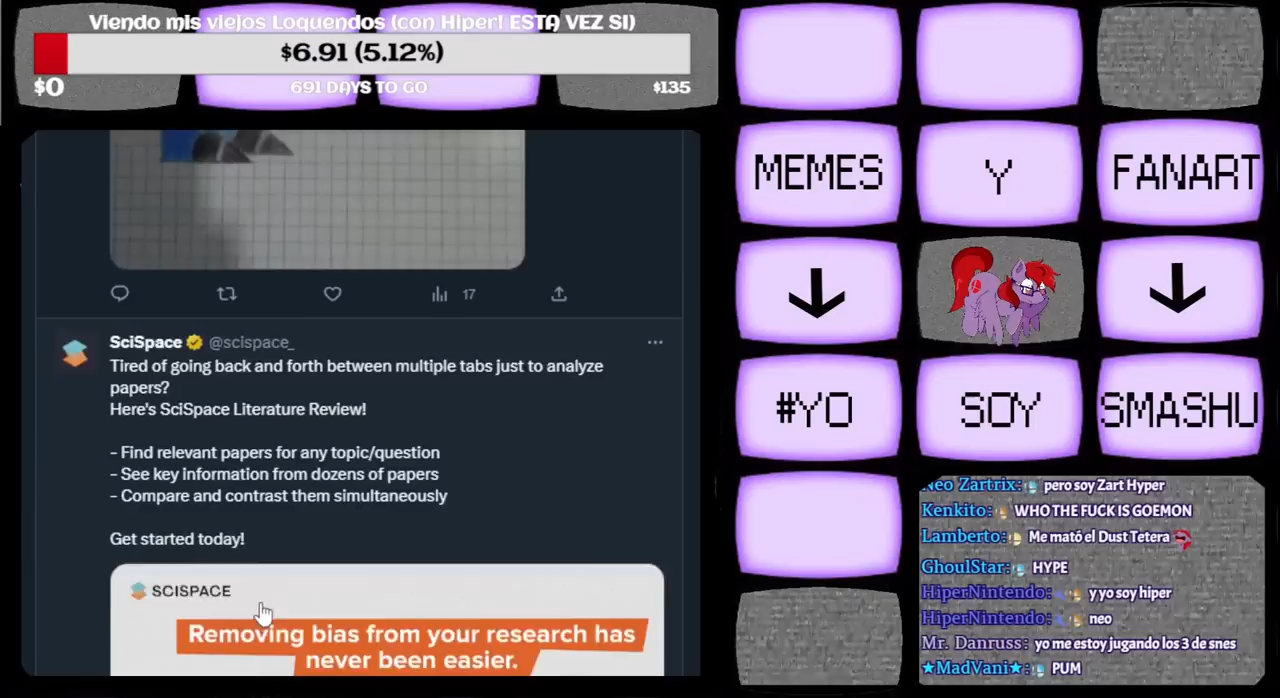 Viendo mis viejos Loquendos (con Hiper! ESTA VEZ SI)
$6.91 (5.12%)
$0
691 DAYS TO GO
$135
17
SciSpace @scispace_
Tired of going back and forth between multiple tabs just to analyze
papers?
Here's SciSpace Literature Review!
- Find relevant papers for any topic/question
- See key information from dozens of papers
- Compare and contrast them simultaneously
Get started today!
SCISPACE
Removing bias from your research has
never been easier.
MEMES Y FANART
#YO SOY SMASHU
Neo Zartrix: pero soy Zart Hyper
Kenkito: WHO THE FUCK IS GOEMON
Lamberto: Me mató el Dust Tetera
GhoulStar: HYPE
HiperNintendo: y yo soy hiper
HiperNintendo: neo
Mr. Danruss: yo me estoy jugando los 3 de snes
★MadVani★: PUM